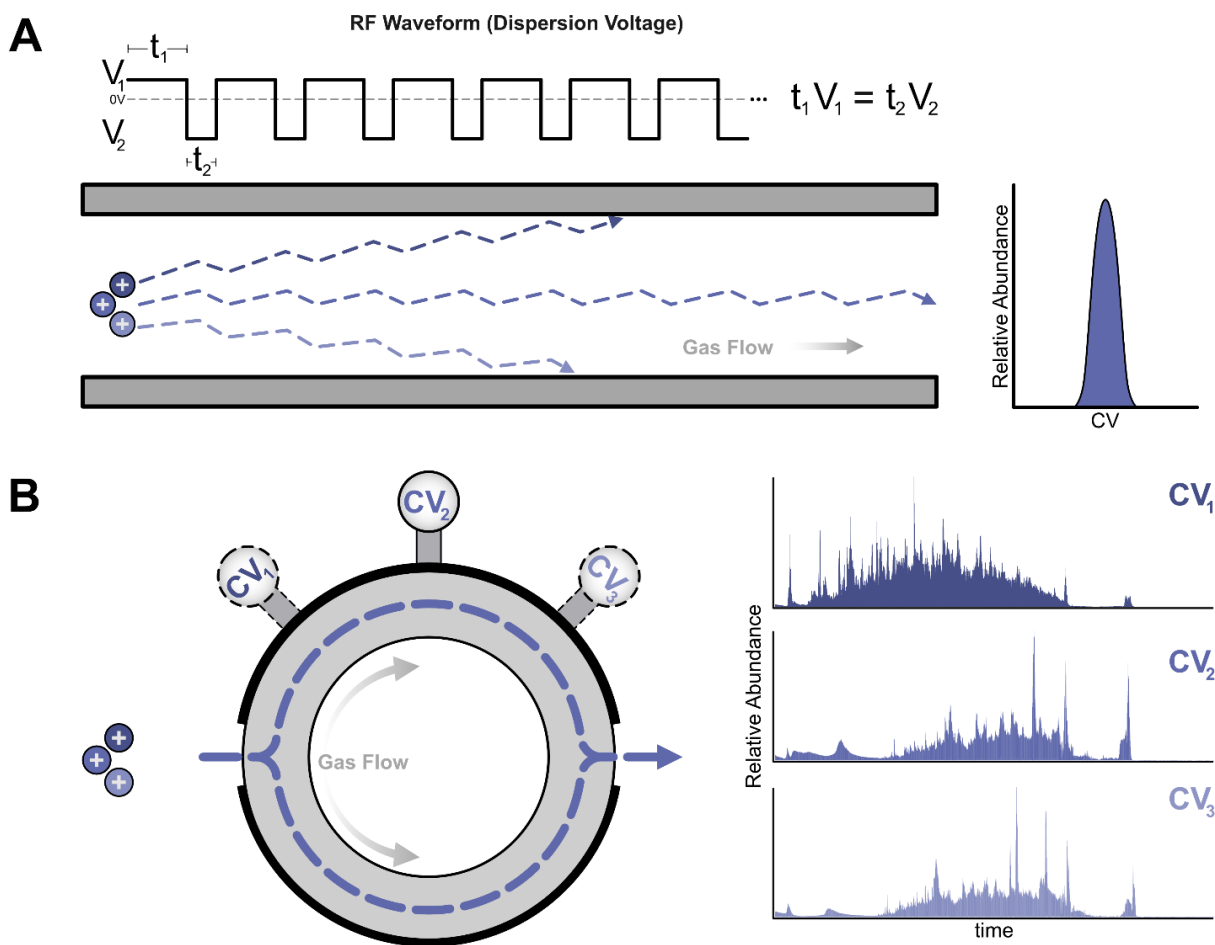 A
RF Waveform (Dispersion Voltage)
t₁
V₁
0V
V₂
t₂
...
t₁V₁ = t₂V₂
+
+
+
Gas Flow
Relative Abundance
CV
B
CV₁
CV₂
CV₃
+
+
+
Gas Flow
CV₁
CV₂
CV₃
Relative Abundance
time